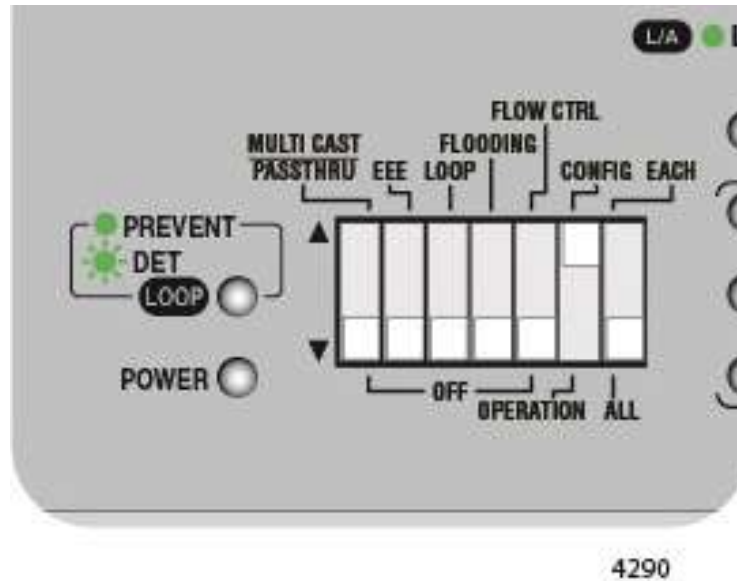 L/A
FLOW CTRL
MULTI CAST
FLOODING
PASSTHRU EEE LOOP CONFIG EACH
PREVENT
DET
LOOP
POWER
OFF
OPERATION ALL
4290